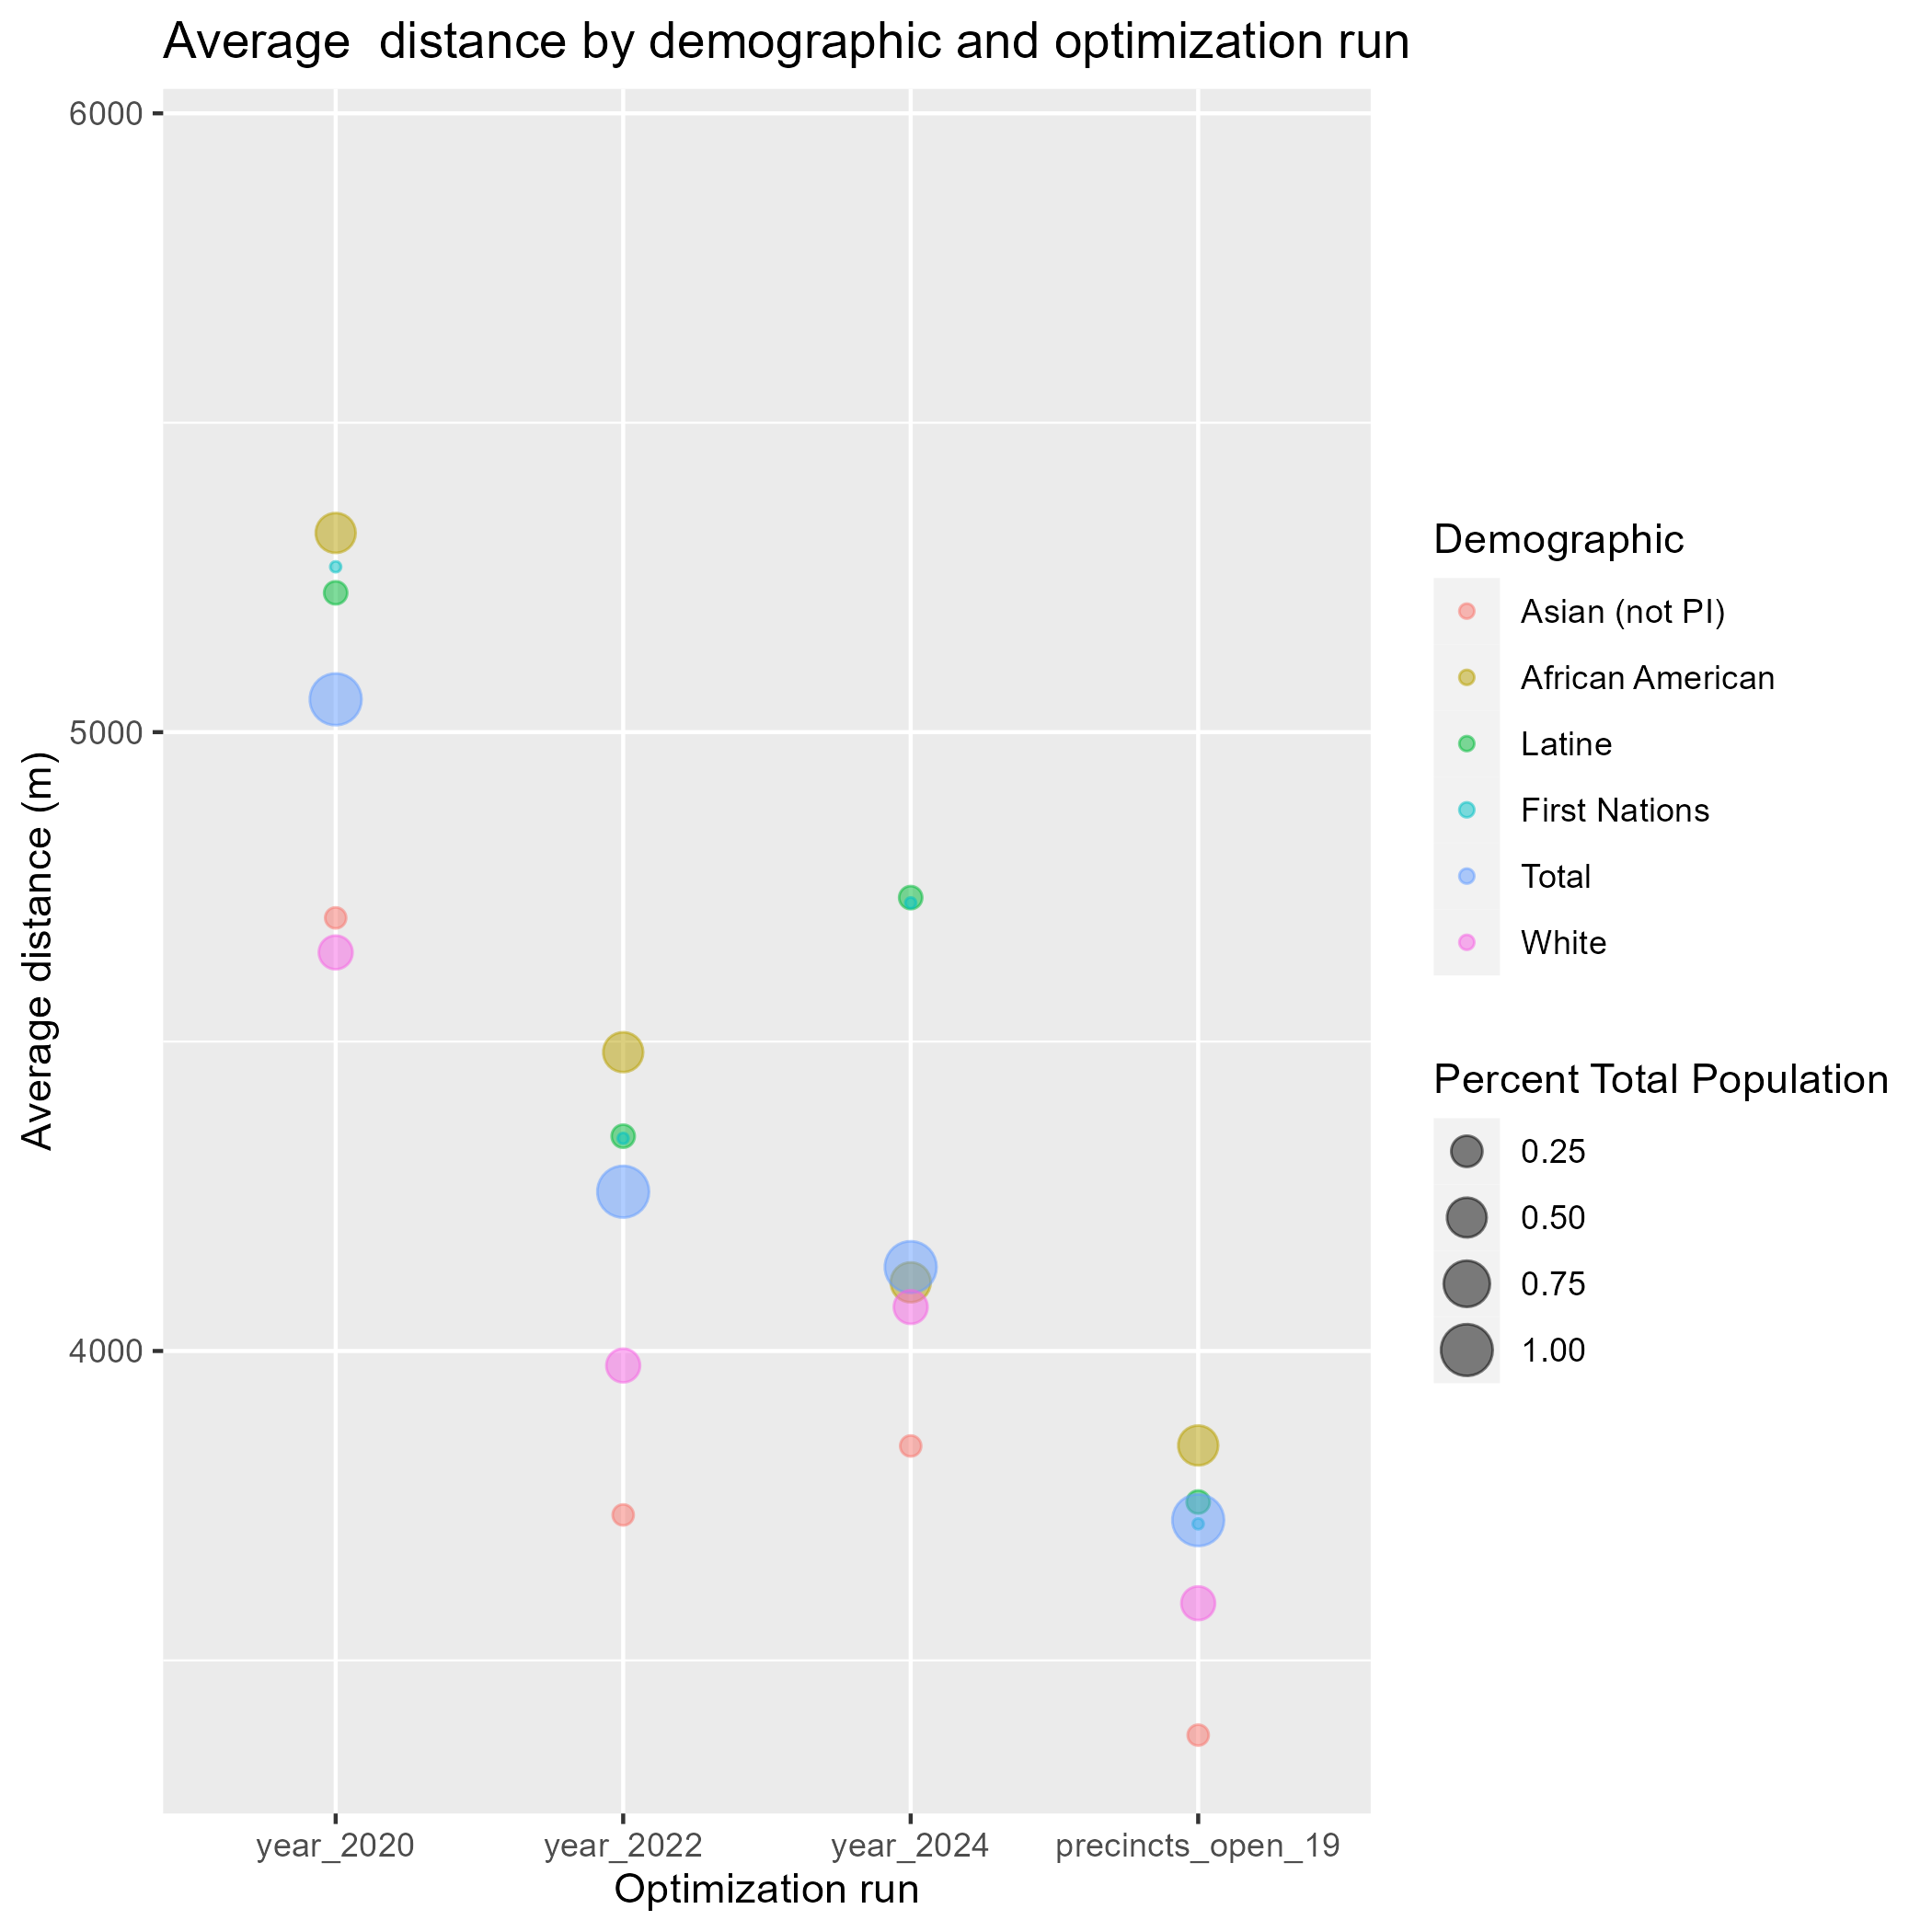 Average  distance by demographic and optimization run
6000
5000
4000
Average distance (m)
year_2020
year_2022
year_2024
precincts_open_19
Optimization run
Demographic
Asian (not PI)
African American
Latine
First Nations
Total
White
Percent Total Population
0.25
0.50
0.75
1.00